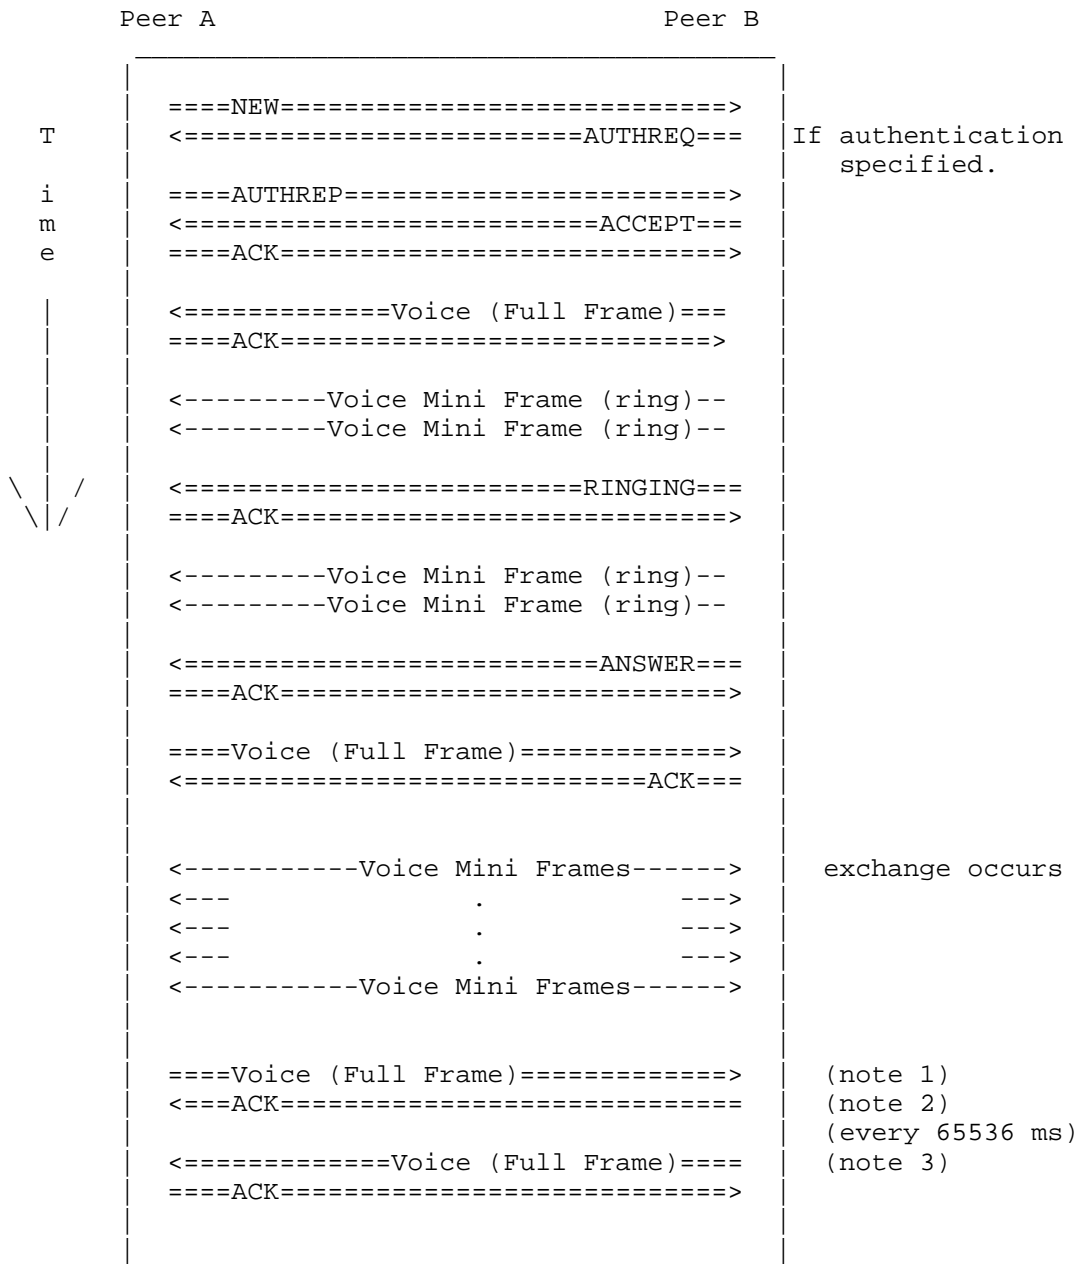 Peer A                            Peer B
====NEW============================>
T <=========================AUTHREQ=== If authentication
specified.
i ====AUTHREP========================>
m <==========================ACCEPT===
e ====ACK============================>
<=============Voice (Full Frame)===
====ACK===========================>
<---------Voice Mini Frame (ring)--
<---------Voice Mini Frame (ring)--
<=========================RINGING===
====ACK============================>
<---------Voice Mini Frame (ring)--
<---------Voice Mini Frame (ring)--
<==========================ANSWER===
====ACK============================>
====Voice (Full Frame)=============>
<=============================ACK===
<-----------Voice Mini Frames------> exchange occurs
<---                .            --->
<---                .            --->
<---                .            --->
<-----------Voice Mini Frames------>
====Voice (Full Frame)=============> (note 1)
<===ACK============================= (note 2)
(every 65536 ms)
<=============Voice (Full Frame)==== (note 3)
====ACK============================>